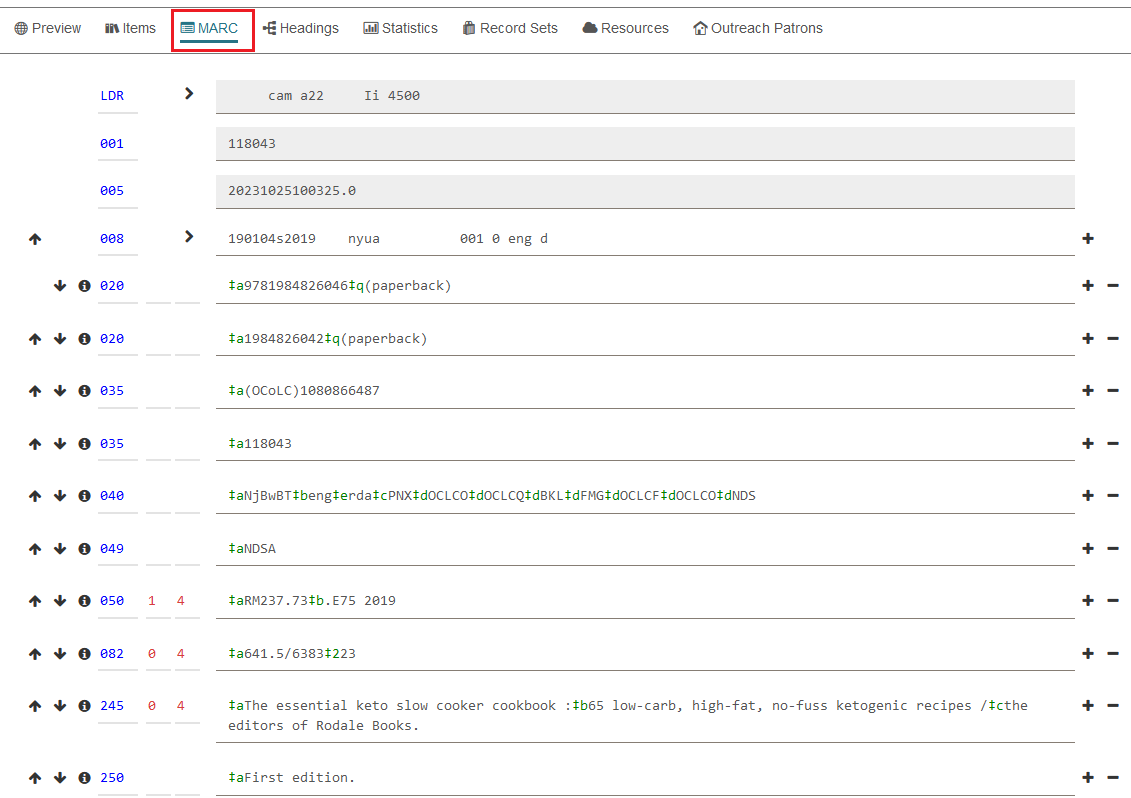 Preview Items MARC Headings Statistics Record Sets Resources Outreach Patrons
LDR cam a22 Ii 4500
001 118043
005 20231025100325.0
008 190104s2019 nyua 001 0 eng d
020 ‡a9781984826046‡q(paperback)
020 ‡a1984826042‡q(paperback)
035 ‡a(OCoLC)1080866487
035 ‡a118043
040 ‡aNjBwBT‡beng‡erda‡cPNX‡dOCLCO‡dOCLCQ‡dBKL‡dFMG‡dOCLCF‡dOCLCO‡dNDS
049 ‡aNDSA
050 1 4 ‡aRM237.73‡b.E75 2019
082 0 4 ‡a641.5/6383‡223
245 0 4 ‡aThe essential keto slow cooker cookbook :‡b65 low-carb, high-fat, no-fuss ketogenic recipes /‡cthe
editors of Rodale Books.
250 ‡aFirst edition.